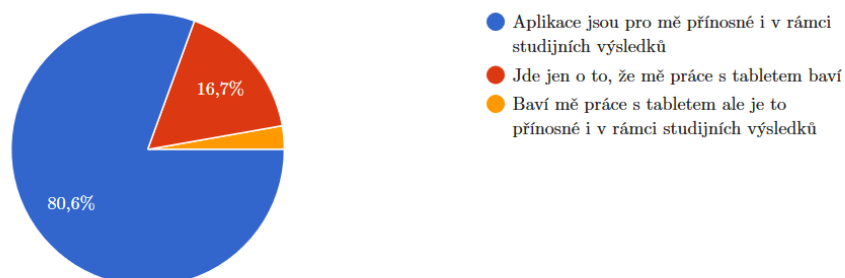 Aplikace jsou pro mě přínosné i v rámci
studijních výsledků
Jde jen o to, že mě práce s tabletem baví
Baví mě práce s tabletem ale je to
přínosné i v rámci studijních výsledků
16,7%
80,6%